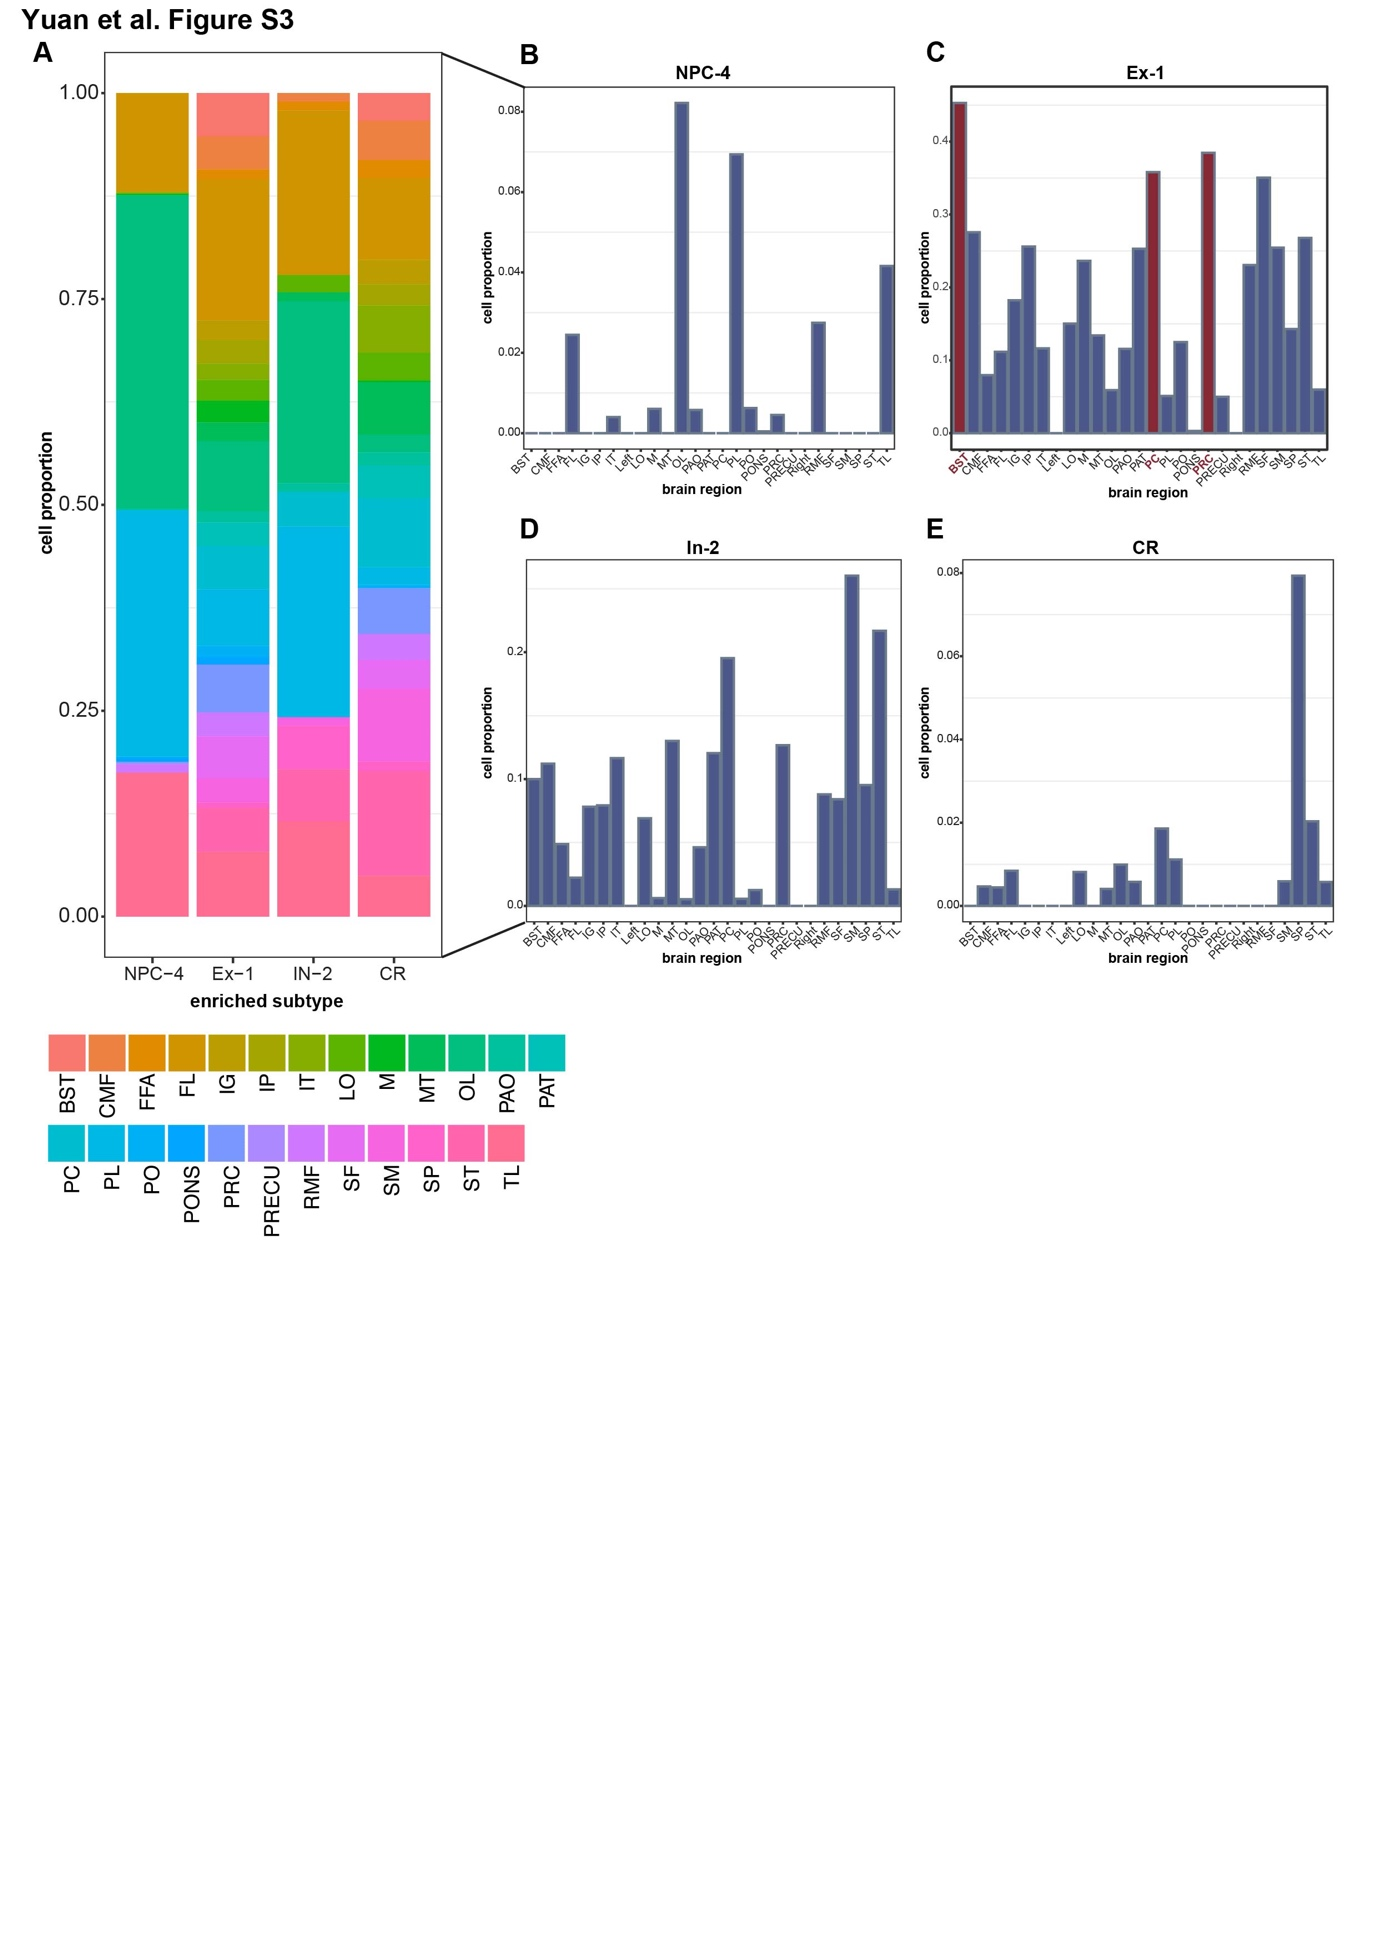 Yuan et al. Figure S3
A
1.00
0.75
0.50
0.25
0.00
cell proportion
NPC−4 Ex−1 IN−2 CR
enriched subtype
B
NPC-4
0.08
0.06
0.04
0.02
0.00
cell proportion
BST CMF FFA FL IG IP IT Left LO M MT OL PAO PAT PC PL PO PONS PRC PRECU Right RME SF SM SP ST TL
brain region
C
Ex-1
0.4
0.3
0.2
0.1
0.0
cell proportion
BST CMF FFA FL IG IP IT Left LO M MT OL PAO PAT PC PL PO PONS PRC PRECU Right RME SF SM SP ST TL
brain region
D
In-2
0.2
0.1
0.0
cell proportion
BST CMF FFA FL IG IP IT Left LO M MT OL PAO PAT PC PL PO PONS PRC PRECU Right RMF SF SM SP ST TL
brain region
E
CR
0.08
0.06
0.04
0.02
0.00
cell proportion
BST CMF FFA FL IG IP IT Left LO M MT OL PAO PAT PC PL PO PONS PRC PRECU Right RME SF SM SP ST TL
brain region
BST CMF FFA FL IG IP IT LO M MT OL PAO PAT
PC PL PO PONS PRC PRECU RMF SF SM SP ST TL